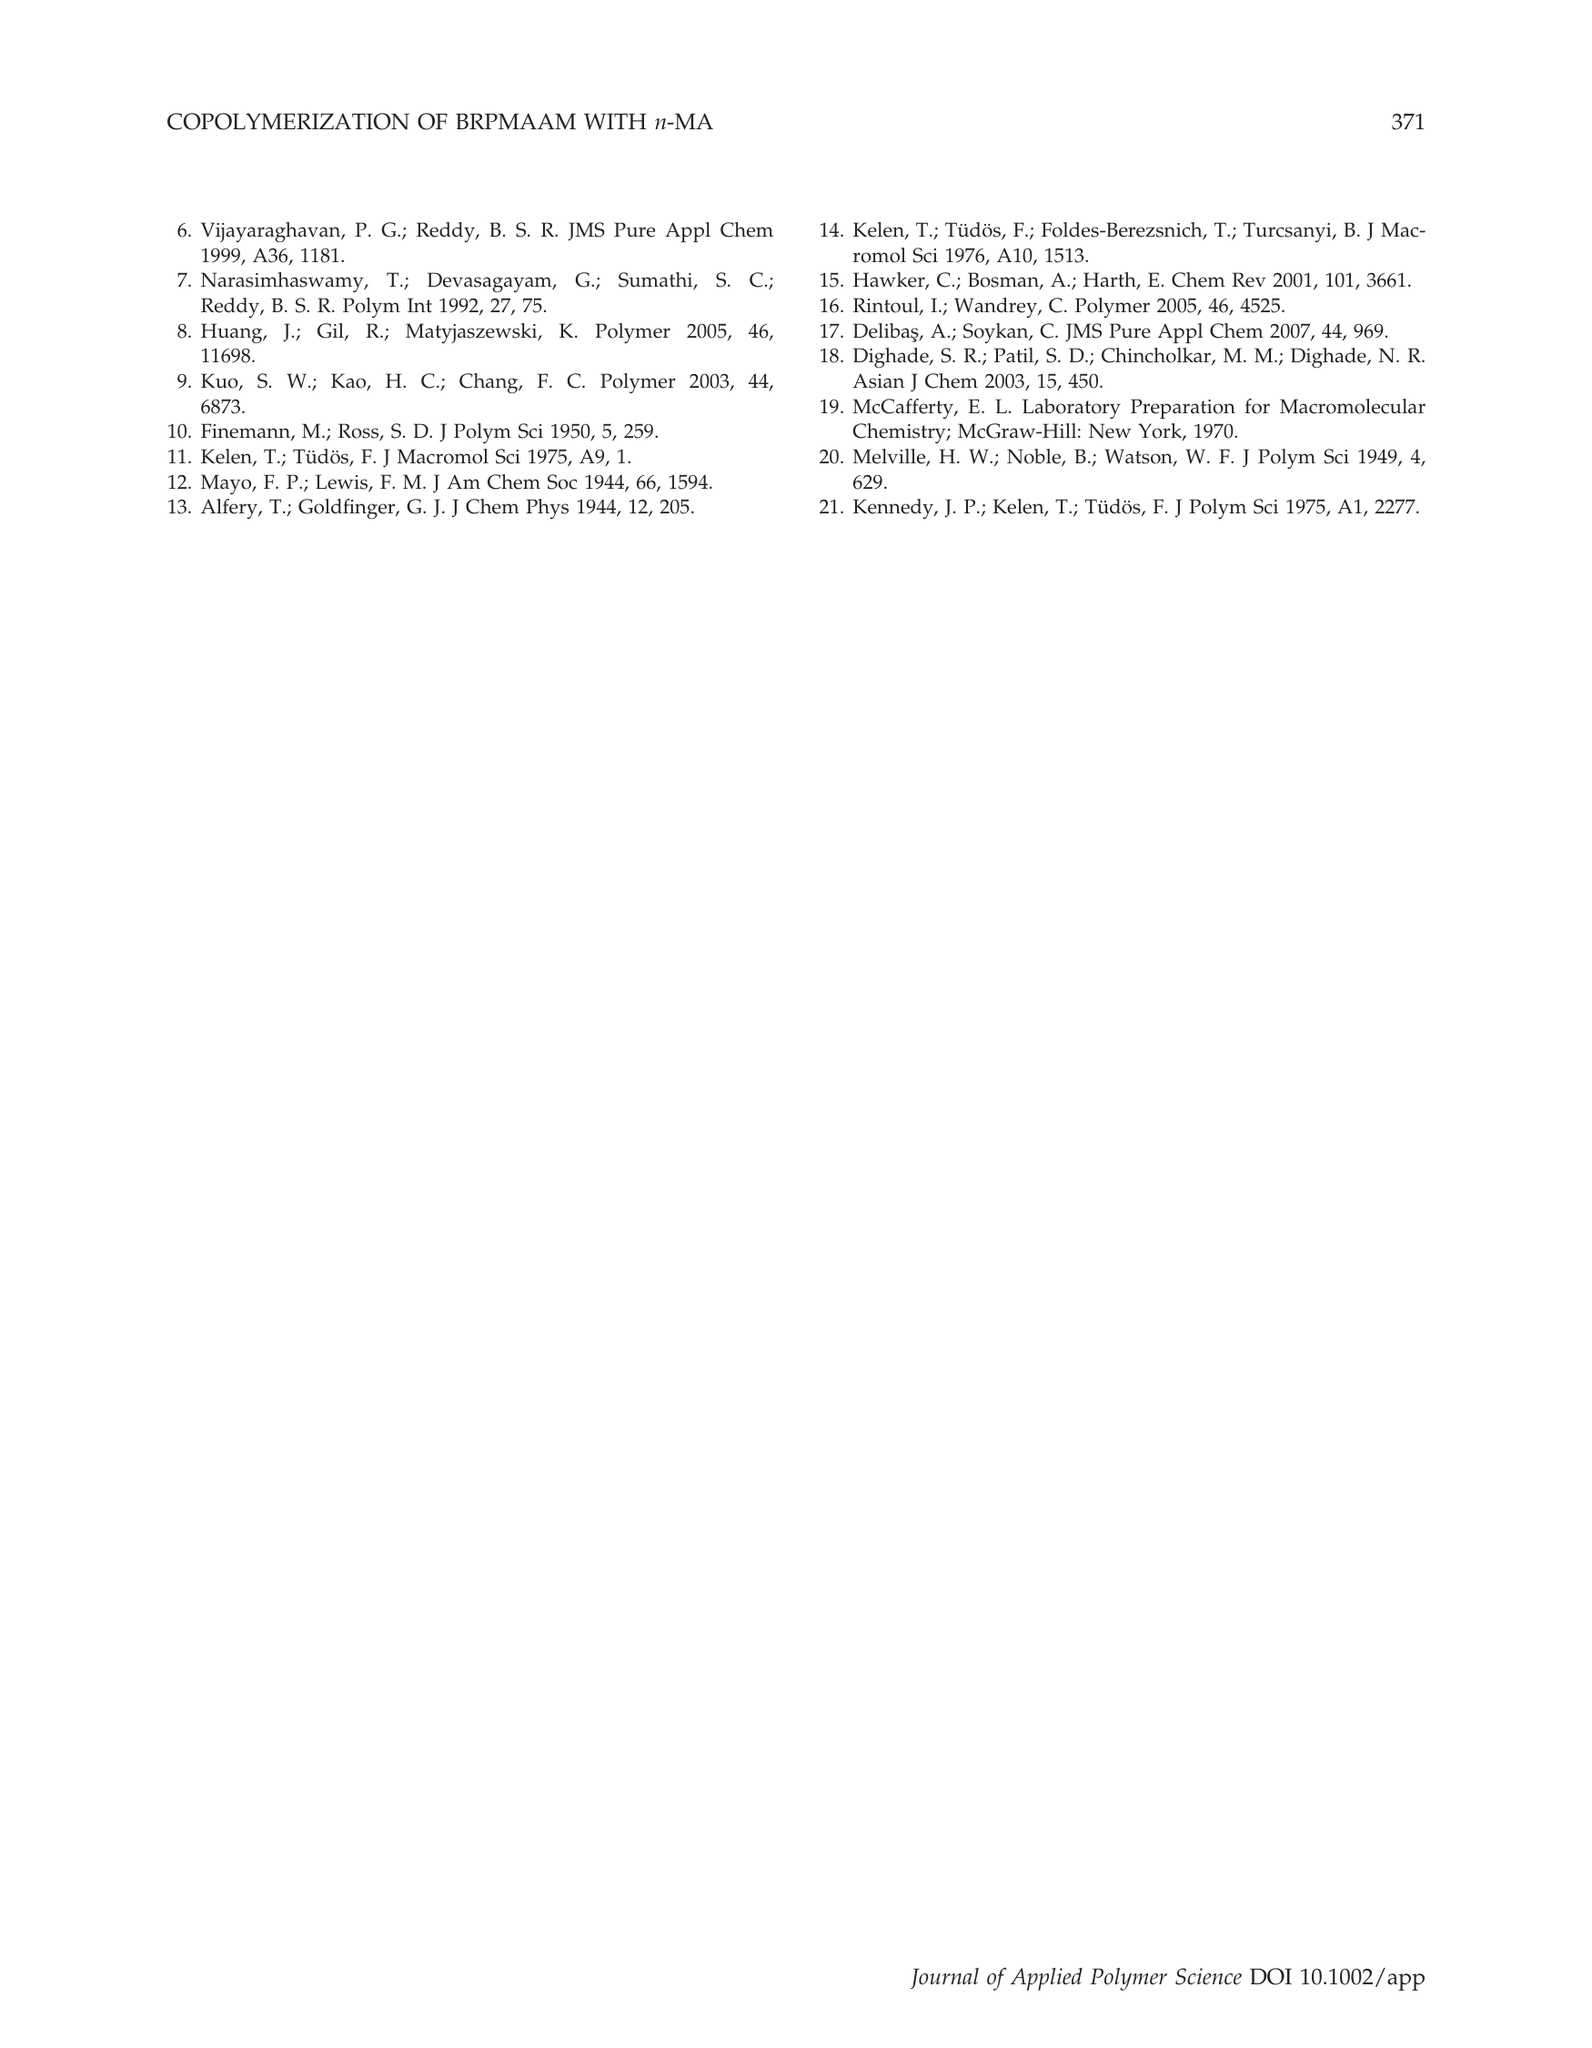 COPOLYMERIZATION OF BRPMAAM WITH n-MA 371
6. Vijayaraghavan, P. G.; Reddy, B. S. R. JMS Pure Appl Chem
1999, A36, 1181.
7. Narasimhaswamy, T.; Devasagayam, G.; Sumathi, S. C.;
Reddy, B. S. R. Polym Int 1992, 27, 75.
8. Huang, J.; Gil, R.; Matyjaszewski, K. Polymer 2005, 46,
11698.
9. Kuo, S. W.; Kao, H. C.; Chang, F. C. Polymer 2003, 44,
6873.
10. Finemann, M.; Ross, S. D. J Polym Sci 1950, 5, 259.
11. Kelen, T.; Tüdös, F. J Macromol Sci 1975, A9, 1.
12. Mayo, F. P.; Lewis, F. M. J Am Chem Soc 1944, 66, 1594.
13. Alfery, T.; Goldfinger, G. J. J Chem Phys 1944, 12, 205.
14. Kelen, T.; Tüdös, F.; Foldes-Berezsnich, T.; Turcsanyi, B. J Mac-
romol Sci 1976, A10, 1513.
15. Hawker, C.; Bosman, A.; Harth, E. Chem Rev 2001, 101, 3661.
16. Rintoul, I.; Wandrey, C. Polymer 2005, 46, 4525.
17. Delibaş, A.; Soykan, C. JMS Pure Appl Chem 2007, 44, 969.
18. Dighade, S. R.; Patil, S. D.; Chincholkar, M. M.; Dighade, N. R.
Asian J Chem 2003, 15, 450.
19. McCafferty, E. L. Laboratory Preparation for Macromolecular
Chemistry; McGraw-Hill: New York, 1970.
20. Melville, H. W.; Noble, B.; Watson, W. F. J Polym Sci 1949, 4,
629.
21. Kennedy, J. P.; Kelen, T.; Tüdös, F. J Polym Sci 1975, A1, 2277.
Journal of Applied Polymer Science DOI 10.1002/app